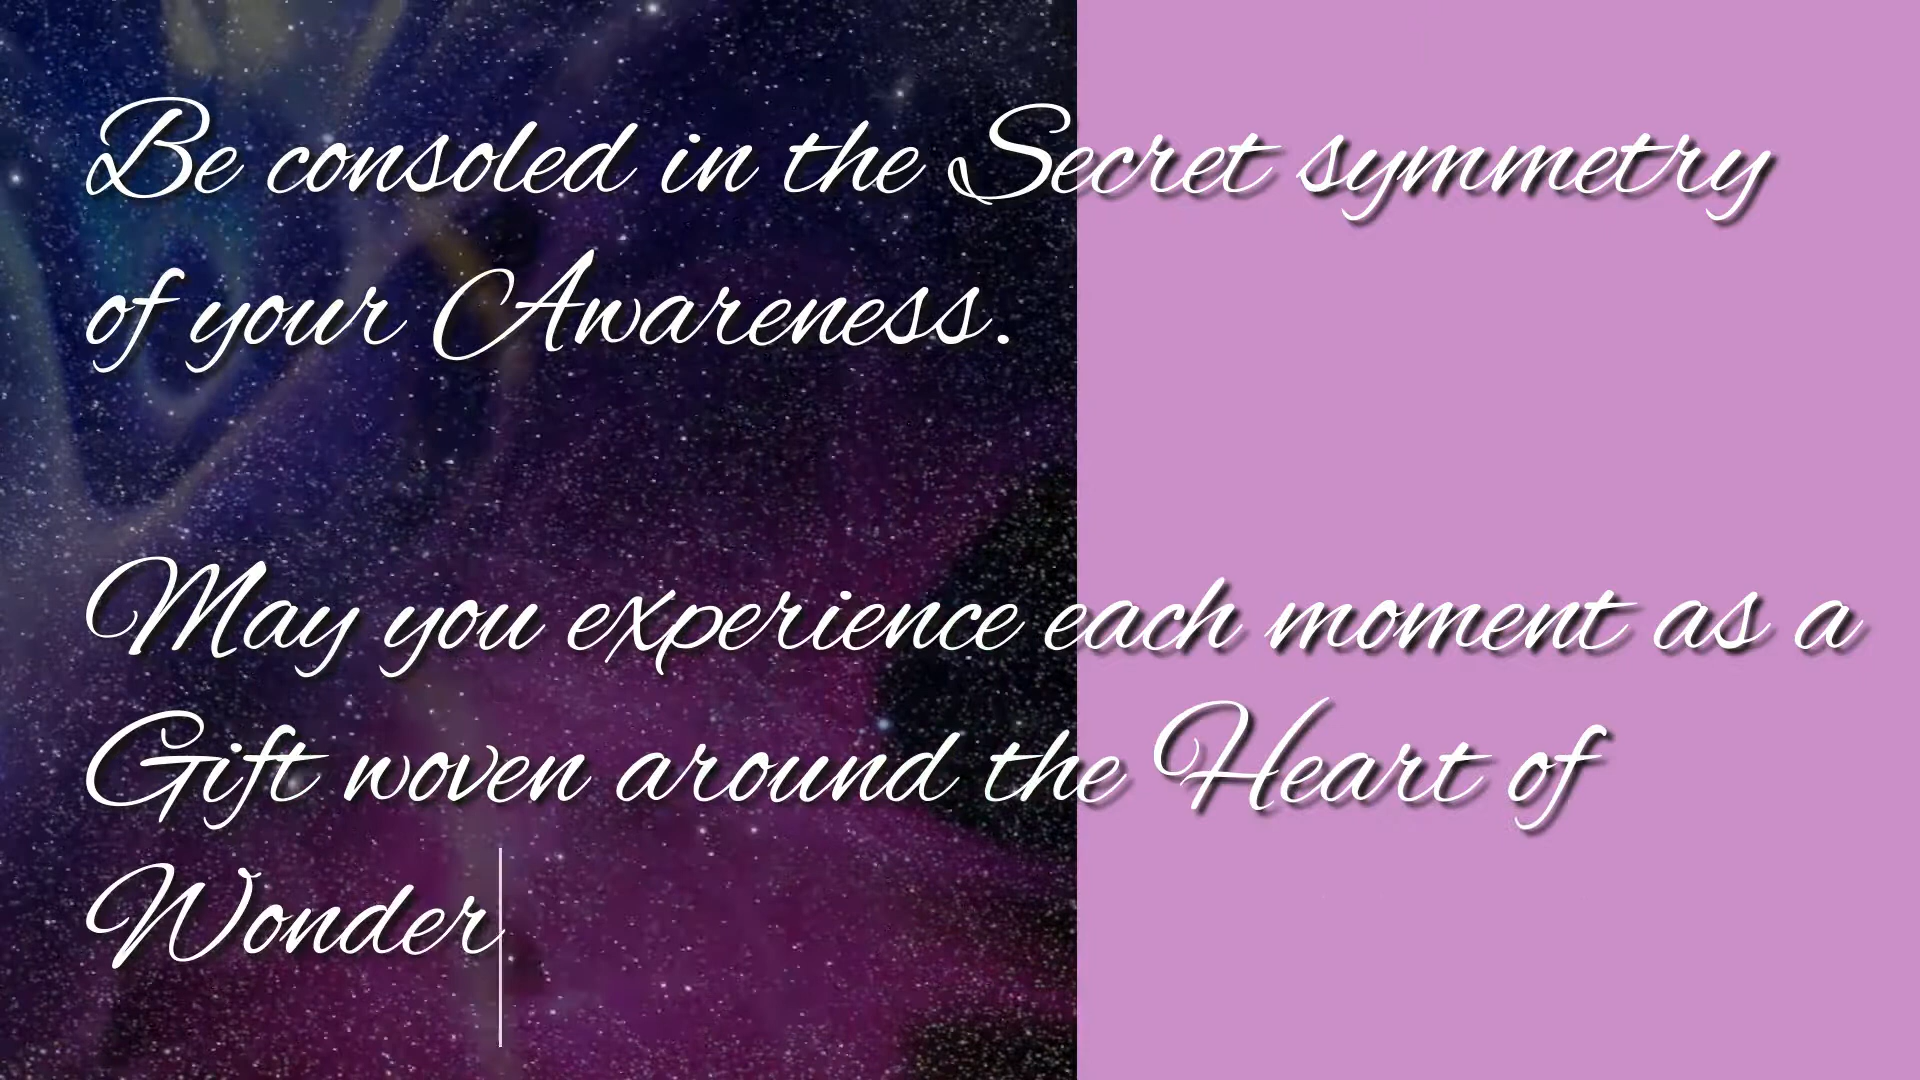 Be consoled in the Secret symmetry
of your Awareness.
May you experience each moment as a
Gift woven around the Heart of
Wonder